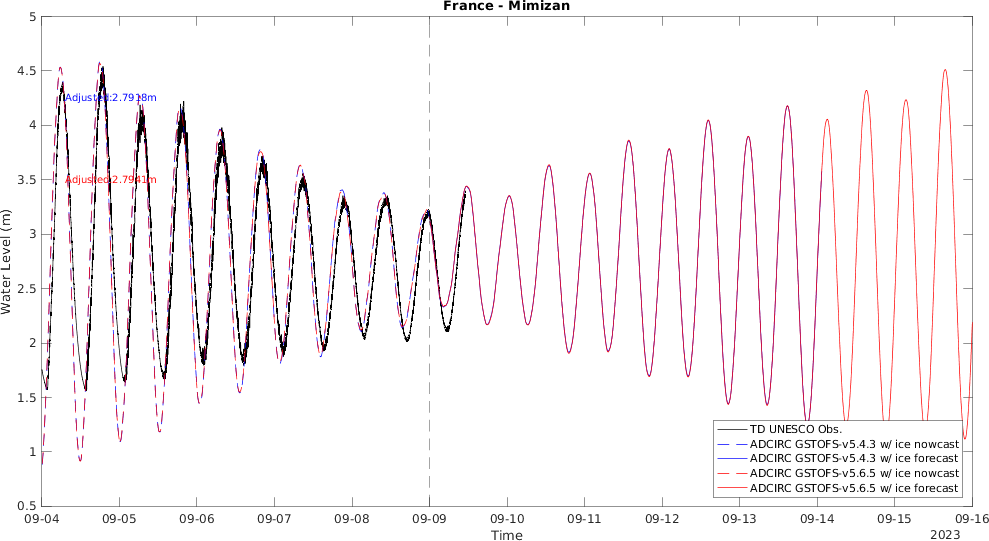 France - Mimizan
5
4.5
4
3.5
3
2.5
2
1.5
1
0.5
Water Level (m)
Adjusted:2.7918m
Adjusted:2.7941m
TD UNESCO Obs.
ADCIRC GSTOFS-v5.4.3 w/ ice nowcast
ADCIRC GSTOFS-v5.4.3 w/ ice forecast
ADCIRC GSTOFS-v5.6.5 w/ ice nowcast
ADCIRC GSTOFS-v5.6.5 w/ ice forecast
09-04 09-05 09-06 09-07 09-08 09-09 09-10 09-11 09-12 09-13 09-14 09-15 09-16
Time
2023